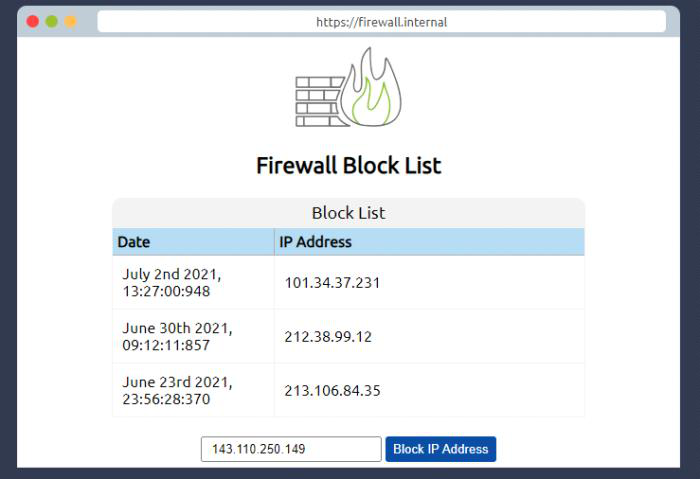 https://firewall.internal
Firewall Block List
Block List
Date IP Address
July 2nd 2021,
13:27:00:948
101.34.37.231
June 30th 2021,
09:12:11:857
212.38.99.12
June 23rd 2021,
23:56:28:370
213.106.84.35
143.110.250.149 Block IP Address